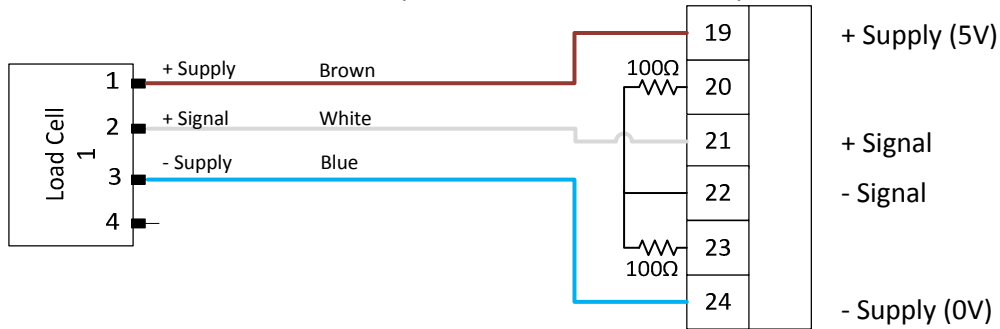 19
+ Supply (5V)
+ Supply
Brown
1
100Ω
20
+ Signal
White
2
21
+ Signal
Load Cell
1
- Supply
Blue
3
22
- Signal
4
23
100Ω
24
- Supply (0V)